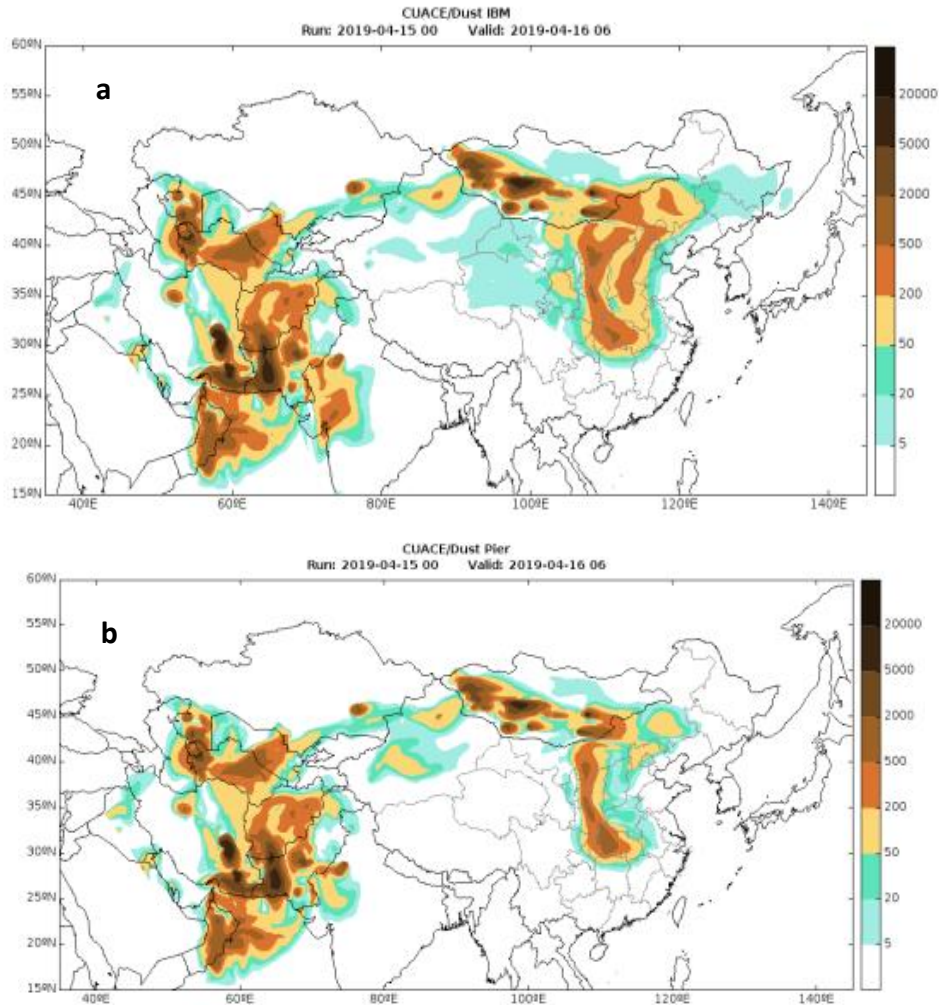 CUACE/Dust IBM
Run: 2019-04-15 00 Valid: 2019-04-16 06
a
60ºN
55ºN
50ºN
45ºN
40ºN
35ºN
30ºN
25ºN
20ºN
15ºN
40ºE 60ºE 80ºE 100ºE 120ºE 140ºE
20000
5000
2000
500
200
50
20
5
CUACE/Dust Pier
Run: 2019-04-15 00 Valid: 2019-04-16 06
b
60ºN
55ºN
50ºN
45ºN
40ºN
35ºN
30ºN
25ºN
20ºN
15ºN
40ºE 60ºE 80ºE 100ºE 120ºE 140ºE
20000
5000
2000
500
200
50
20
5